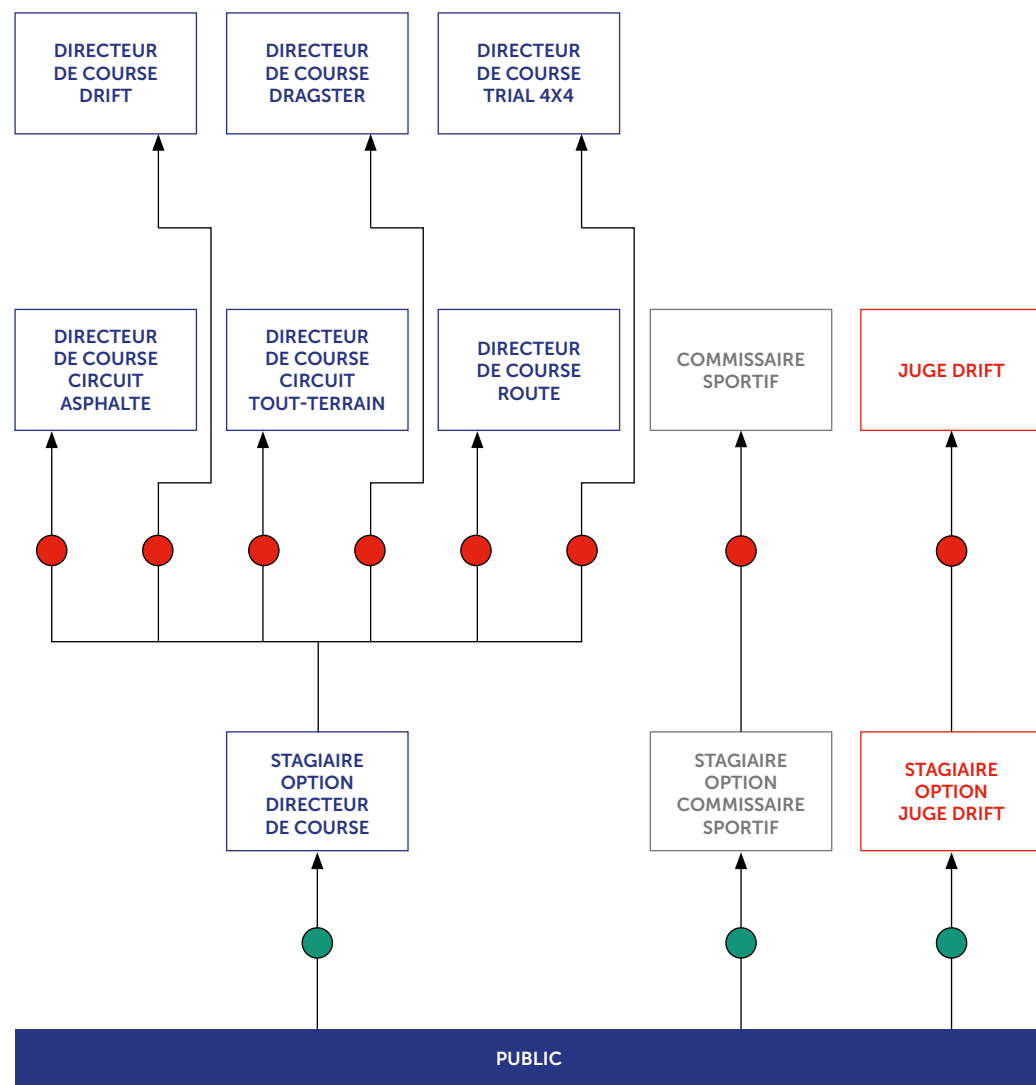 DIRECTEUR
DE COURSE
DRIFT
DIRECTEUR
DE COURSE
DRAGSTER
DIRECTEUR
DE COURSE
TRIAL 4X4
DIRECTEUR
DE COURSE
CIRCUIT
ASPHALTE
DIRECTEUR
DE COURSE
CIRCUIT
TOUT-TERRAIN
DIRECTEUR
DE COURSE
ROUTE
COMMISSAIRE
SPORTIF
JUGE DRIFT
STAGIAIRE
OPTION
DIRECTEUR
DE COURSE
STAGIAIRE
OPTION
COMMISSAIRE
SPORTIF
STAGIAIRE
OPTION
JUGE DRIFT
PUBLIC